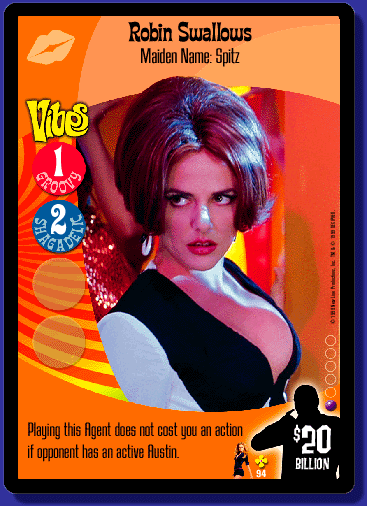 Robin Swallows
Maiden Name: Spitz
Vibes
1
GROOVY
2
SHAGADELIC
Playing this Agent does not cost you an action
if opponent has an active Austin.
$20
BILLION
94